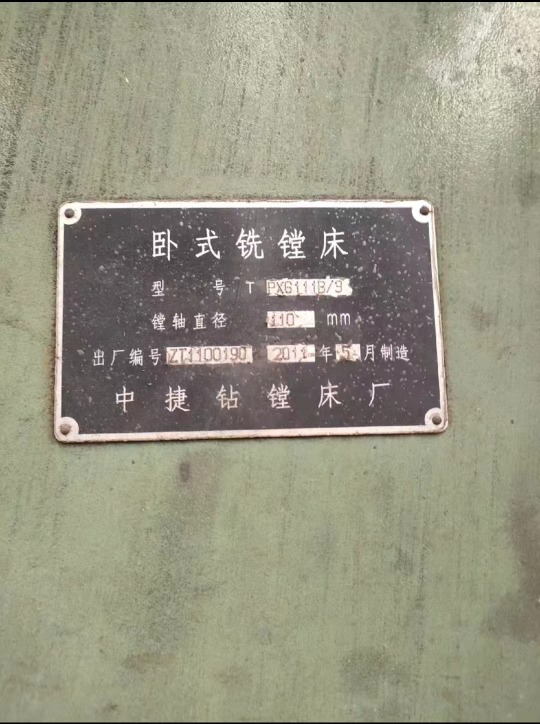 卧式铣镗床
型 号 T PX6111B/9
镗轴直径 110 mm
出厂编号 ZT1100190 2011 年 5 月制造
中捷钻镗床厂